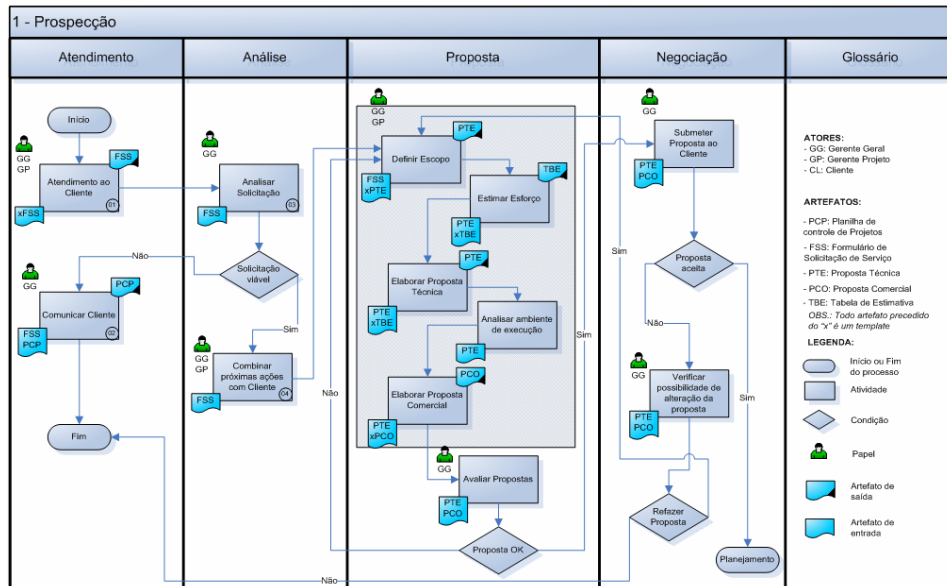 1 - Prospecção
Atendimento
Análise
Proposta
Negociação
Glossário
Início
GG
GP
FSS
Atendimento ao
Cliente
01
xFSS
Não
GG
PCP
Comunicar Cliente
02
FSS
PCP
Fim
GG
Analisar
Solicitação
03
FSS
Solicitação
viável
Sim
GG
GP
Combinar
próximas ações
com Cliente
04
FSS
GG
GP
PTE
Definir Escopo
FSS
xPTE
TBE
Estimar Esforço
PTE
xTBE
PTE
Elaborar Proposta
Técnica
PTE
xTBE
Analisar ambiente
de execução
PTE
PCO
Elaborar Proposta
Comercial
PTE
xPCO
Não
Sim
GG
Avaliar Propostas
PTE
PCO
Proposta OK
Não
GG
Submeter
Proposta ao
Cliente
PTE
PCO
Sim
Proposta
aceita
Não
Sim
GG
Verificar
possibilidade de
alteração da
proposta
PTE
PCO
Refazer
Proposta
Planejamento
ATORES:
- GG: Gerente Geral
- GP: Gerente Projeto
- CL: Cliente
ARTEFATOS:
- PCP: Planilha de
controle de Projetos
- FSS: Formulário de
Solicitação de Serviço
- PTE: Proposta Técnica
- PCO: Proposta Comercial
- TBE: Tabela de Estimativa
OBS.: Todo artefato precedido
do “x” é um template
LEGENDA:
Início ou Fim
do processo
Atividade
Condição
Papel
Artefato de
saída
Artefato de
entrada